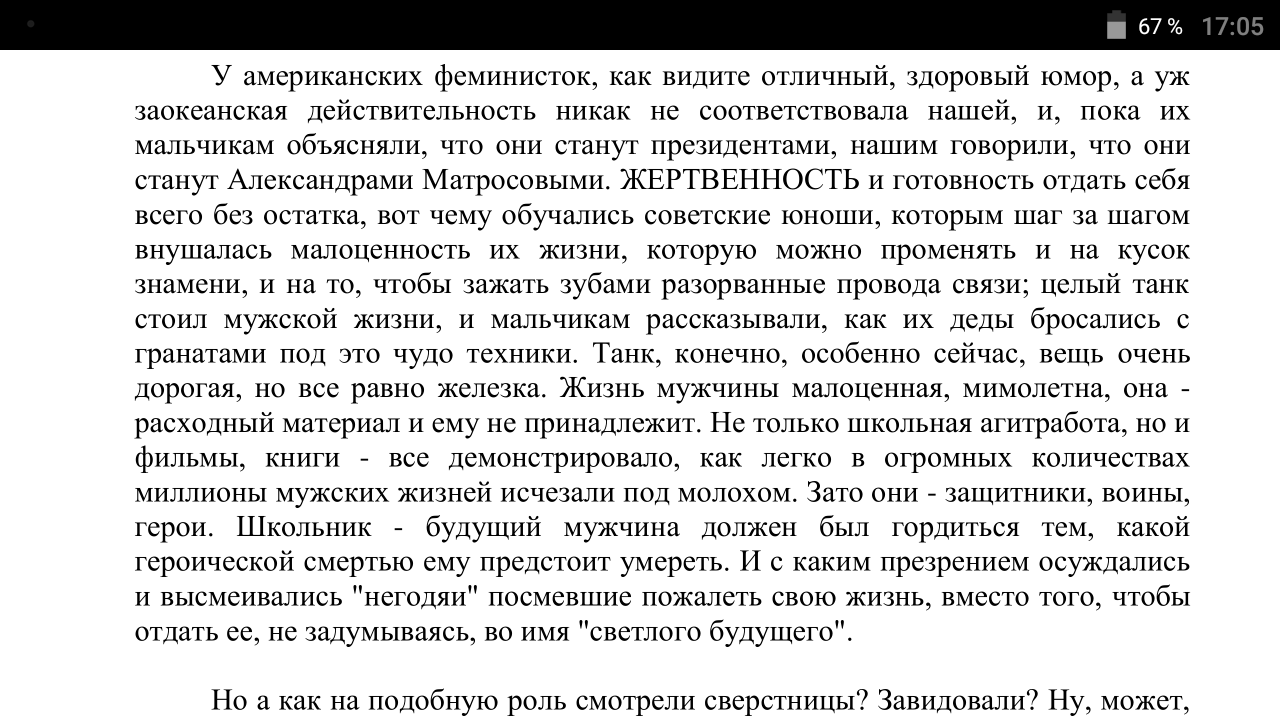 67 % 17:05
У американских феминисток, как видите отличный, здоровый юмор, а уж
заокеанская действительность никак не соответствовала нашей, и, пока их
мальчикам объясняли, что они станут президентами, нашим говорили, что они
станут Александрами Матросовыми. ЖЕРТВЕННОСТЬ и готовность отдать себя
всего без остатка, вот чему обучались советские юноши, которым шаг за шагом
внушалась малоценность их жизни, которую можно променять и на кусок
знамени, и на то, чтобы зажать зубами разорванные провода связи; целый танк
стоил мужской жизни, и мальчикам рассказывали, как их деды бросались с
гранатами под это чудо техники. Танк, конечно, особенно сейчас, вещь очень
дорогая, но все равно железка. Жизнь мужчины малоценная, мимолетна, она -
расходный материал и ему не принадлежит. Не только школьная агитработа, но и
фильмы, книги - все демонстрировало, как легко в огромных количествах
миллионы мужских жизней исчезали под молохом. Зато они - защитники, воины,
герои. Школьник - будущий мужчина должен был гордиться тем, какой
героической смертью ему предстоит умереть. И с каким презрением осуждались
и высмеивались "негодяи" посмевшие пожалеть свою жизнь, вместо того, чтобы
отдать ее, не задумываясь, во имя "светлого будущего".
Но а как на подобную роль смотрели сверстницы? Завидовали? Ну, может,